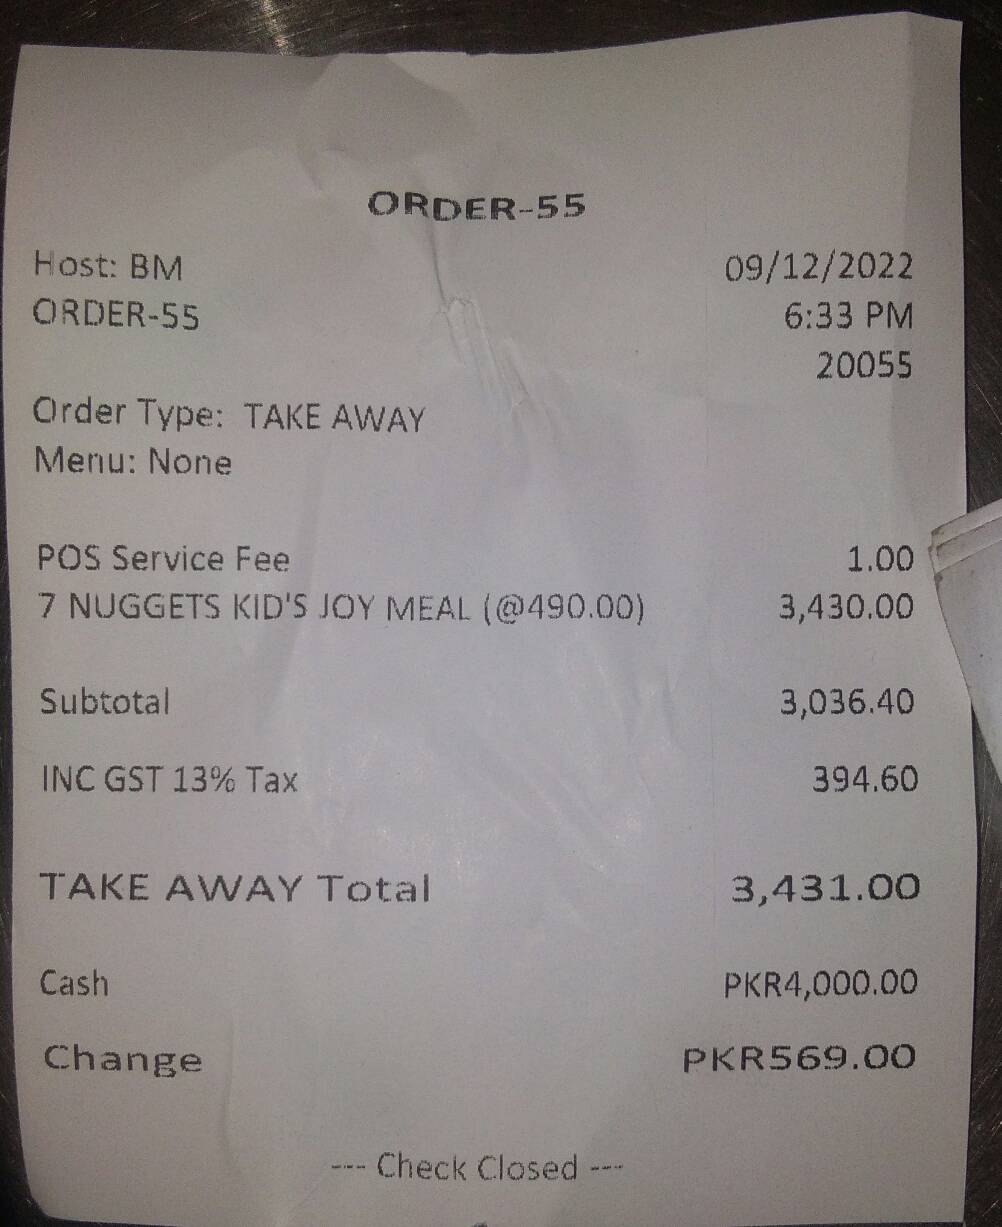 ORDER-55
Host: BM 09/12/2022
ORDER-55 6:33 PM
20055
Order Type: TAKE AWAY
Menu: None
POS Service Fee 1.00
7 NUGGETS KID'S JOY MEAL (@490.00) 3,430.00
Subtotal 3,036.40
INC GST 13% Tax 394.60
TAKE AWAY Total 3,431.00
Cash PKR4,000.00
Change PKR569.00
--- Check Closed ---